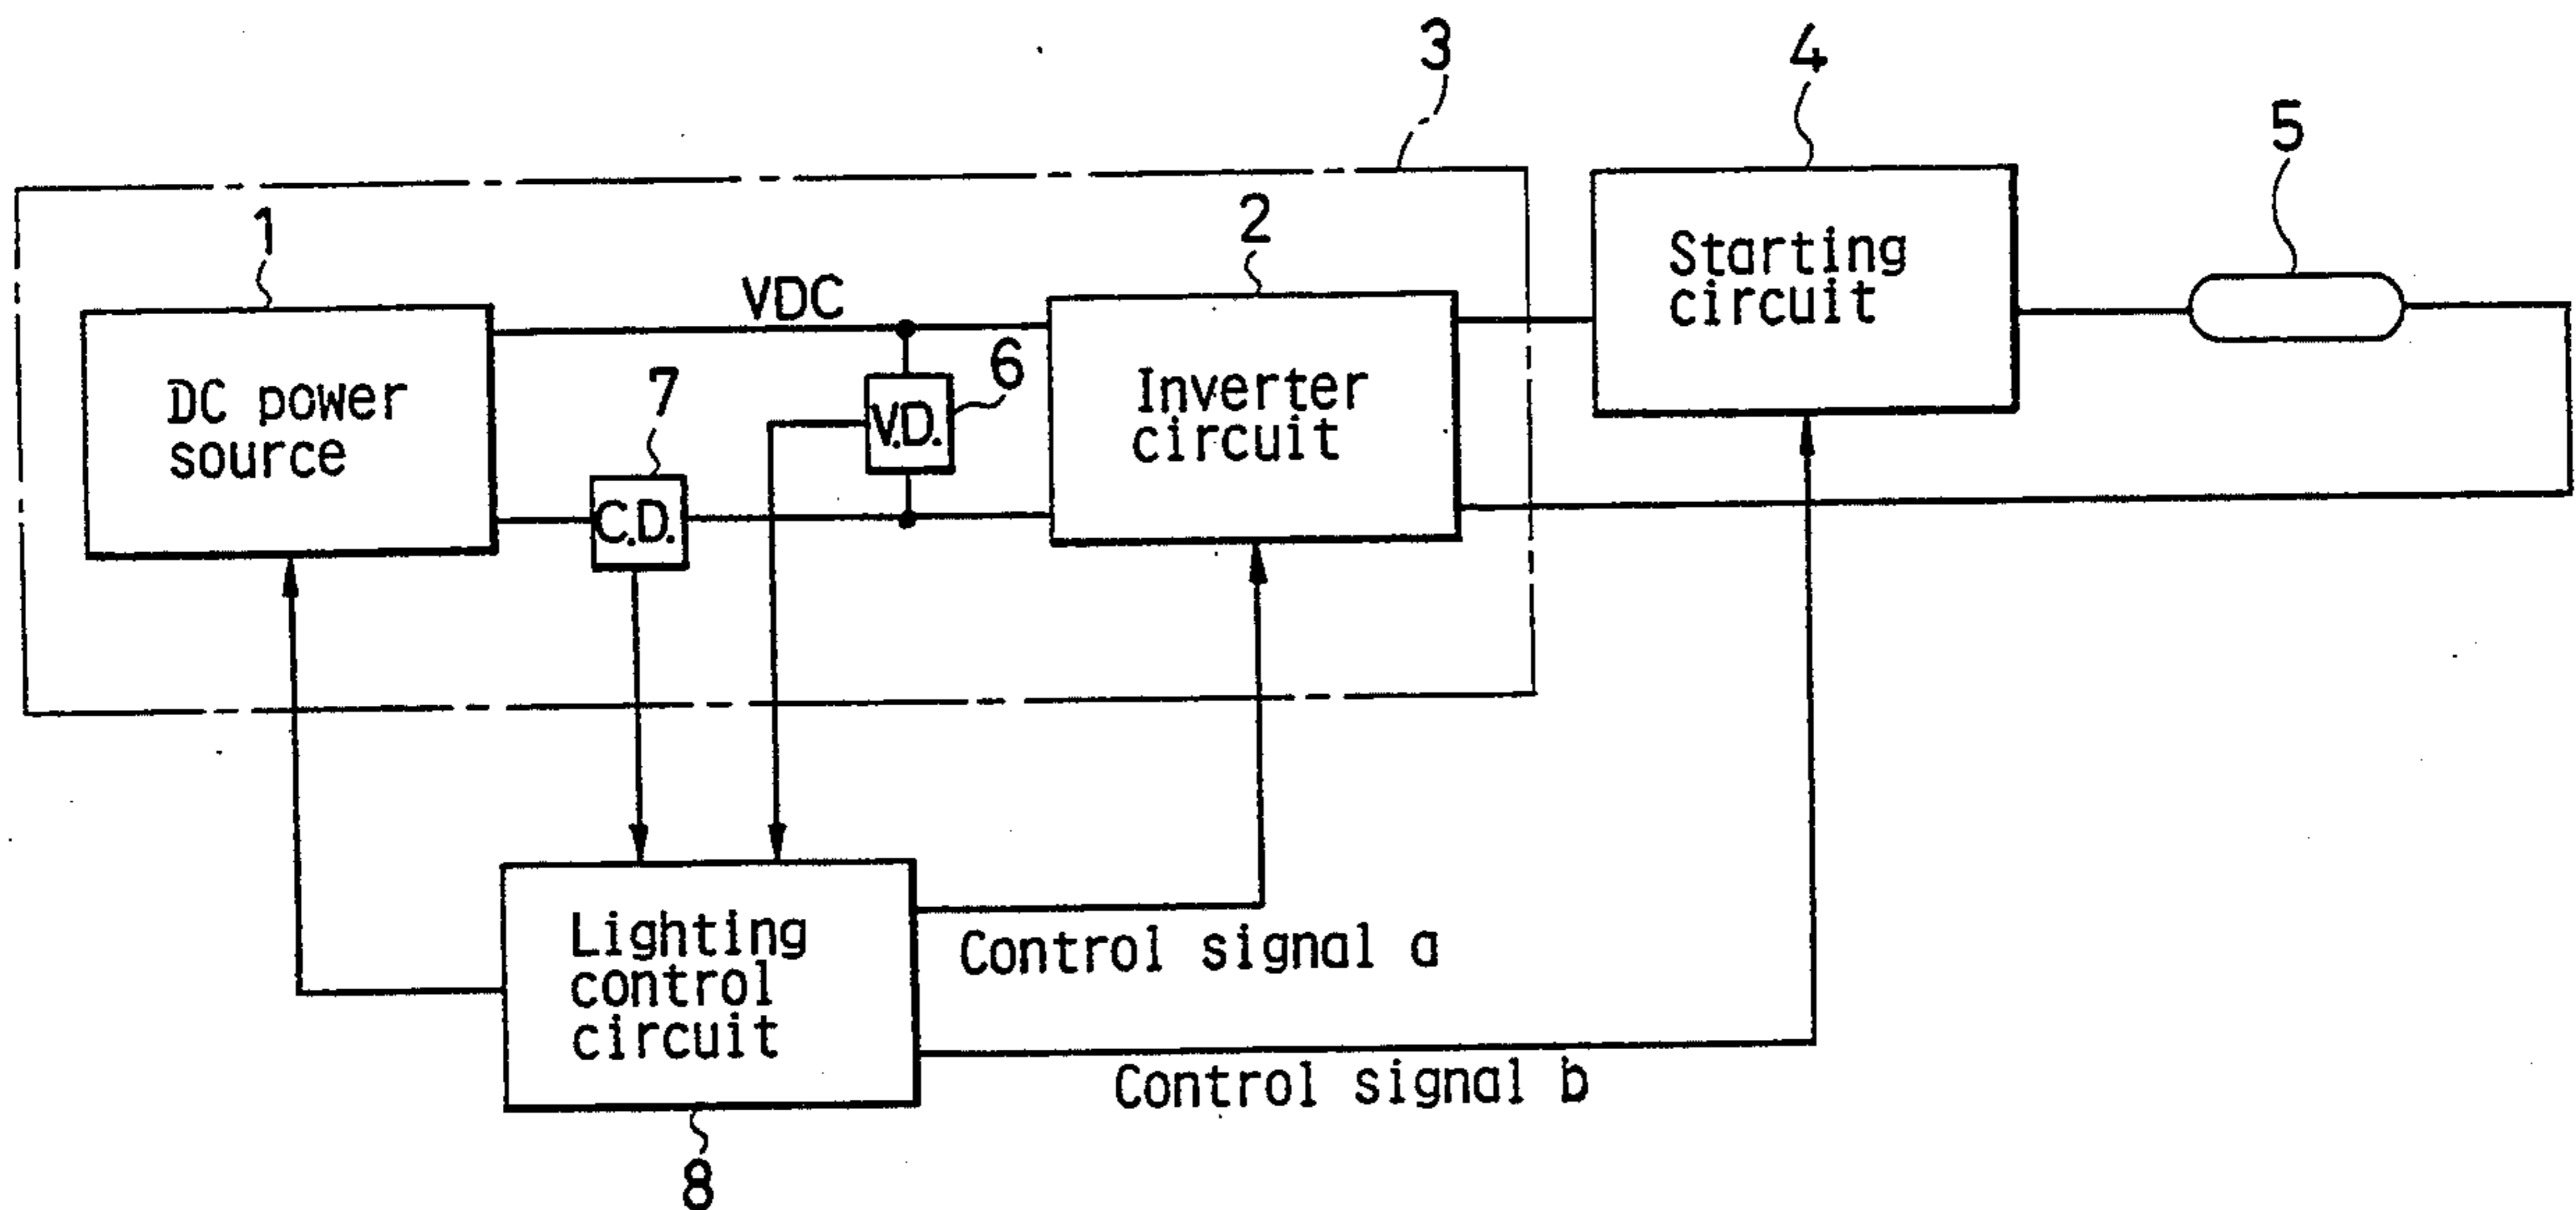 3
4
5
1
2
VDC
6
7
DC power
source
V.D.
C.D.
Inverter
circuit
Starting
circuit
Lighting
control
circuit
Control signal a
Control signal b
8